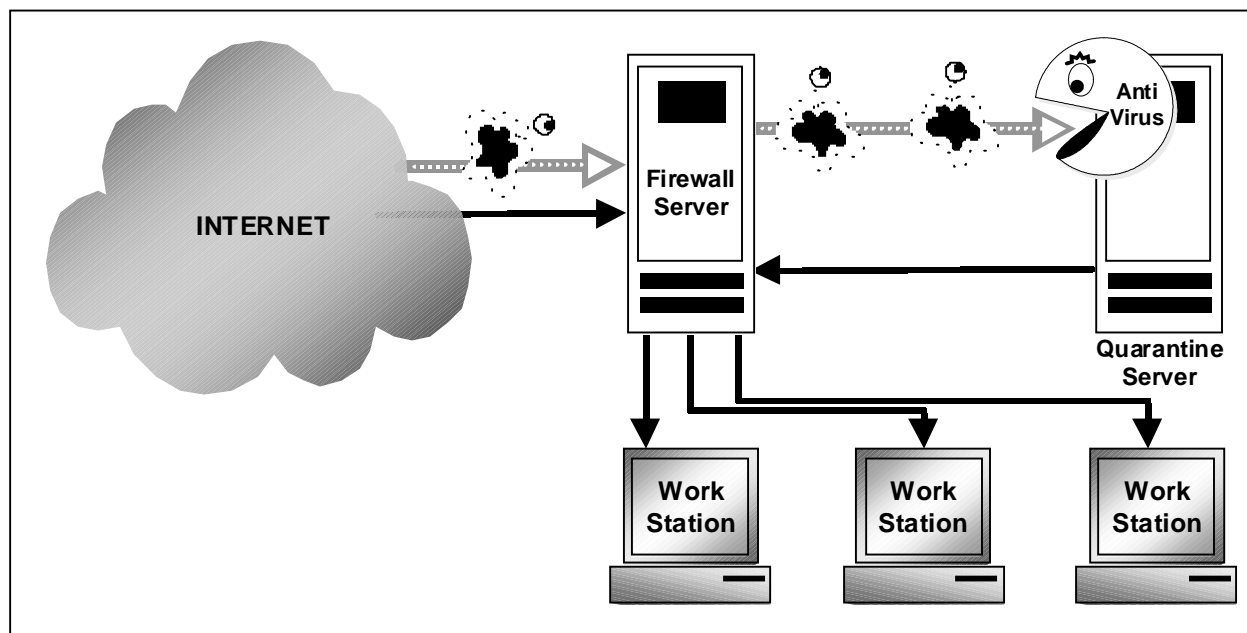 INTERNET
Firewall
Server
Anti
Virus
Quarantine
Server
Work
Station
Work
Station
Work
Station